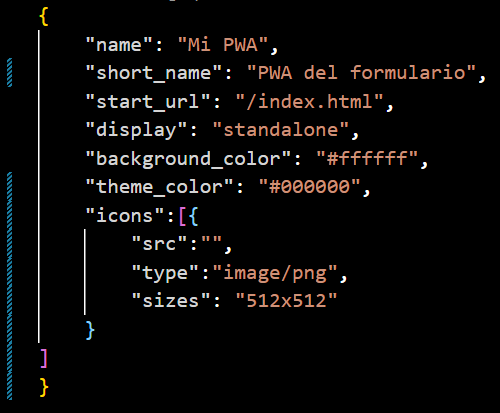 {
"name": "Mi PWA",
"short_name": "PWA del formulario",
"start_url": "/index.html",
"display": "standalone",
"background_color": "#ffffff",
"theme_color": "#000000",
"icons":[{
"src":"",
"type":"image/png",
"sizes": "512x512"
}
]
}